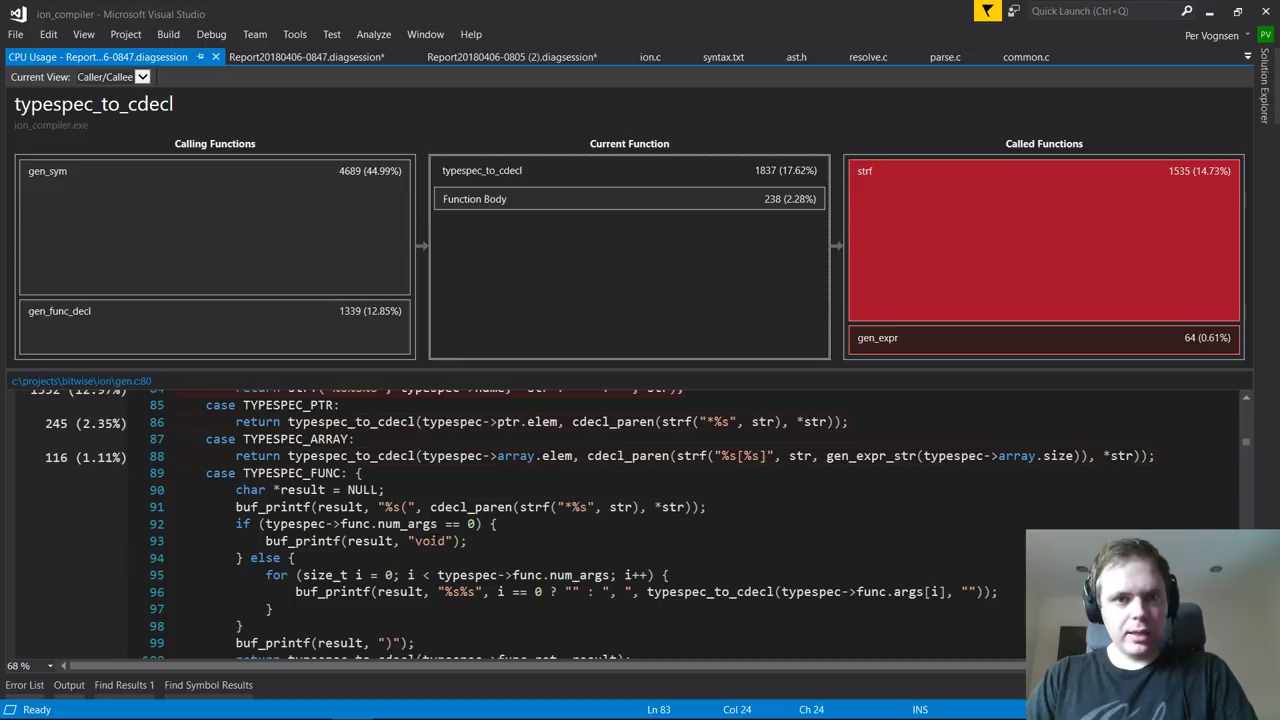 ion_compiler - Microsoft Visual Studio
Quick Launch (Ctrl+Q)
File Edit View Project Build Debug Team Tools Test Analyze Window Help
Per Vognsen PV
CPU Usage - Report...6-0847.diagsession Report20180406-0847.diagsession* Report20180406-0805 (2).diagsession* ion.c syntax.txt ast.h resolve.c parse.c common.c
Solution Explorer
Current View: Caller/Callee
typespec_to_cdecl
ion_compiler.exe
Calling Functions Current Function Called Functions
gen_sym 4689 (44.99%) typespec_to_cdecl 1837 (17.62%) strf 1535 (14.73%)
Function Body 238 (2.28%)
gen_func_decl 1339 (12.85%)
gen_expr 64 (0.61%)
c:\projects\bitwise\ion\gen.c:80
85 case TYPESPEC_PTR:
245 (2.35%) 86 return typespec_to_cdecl(typespec->ptr.elem, cdecl_paren(strf("*%s", str), *str));
87 case TYPESPEC_ARRAY:
116 (1.11%) 88 return typespec_to_cdecl(typespec->array.elem, cdecl_paren(strf("%s[%s]", str, gen_expr_str(typespec->array.size)), *str));
89 case TYPESPEC_FUNC: {
90 char *result = NULL;
91 buf_printf(result, "%s(", cdecl_paren(strf("*%s", str), *str));
92 if (typespec->func.num_args == 0) {
93 buf_printf(result, "void");
94 } else {
95 for (size_t i = 0; i < typespec->func.num_args; i++) {
96 buf_printf(result, "%s%s", i == 0 ? "" : ", ", typespec_to_cdecl(typespec->func.args[i], ""));
97 }
98 }
99 buf_printf(result, ")");
68 %
Error List Output Find Results 1 Find Symbol Results
Ready Ln 83 Col 24 Ch 24 INS